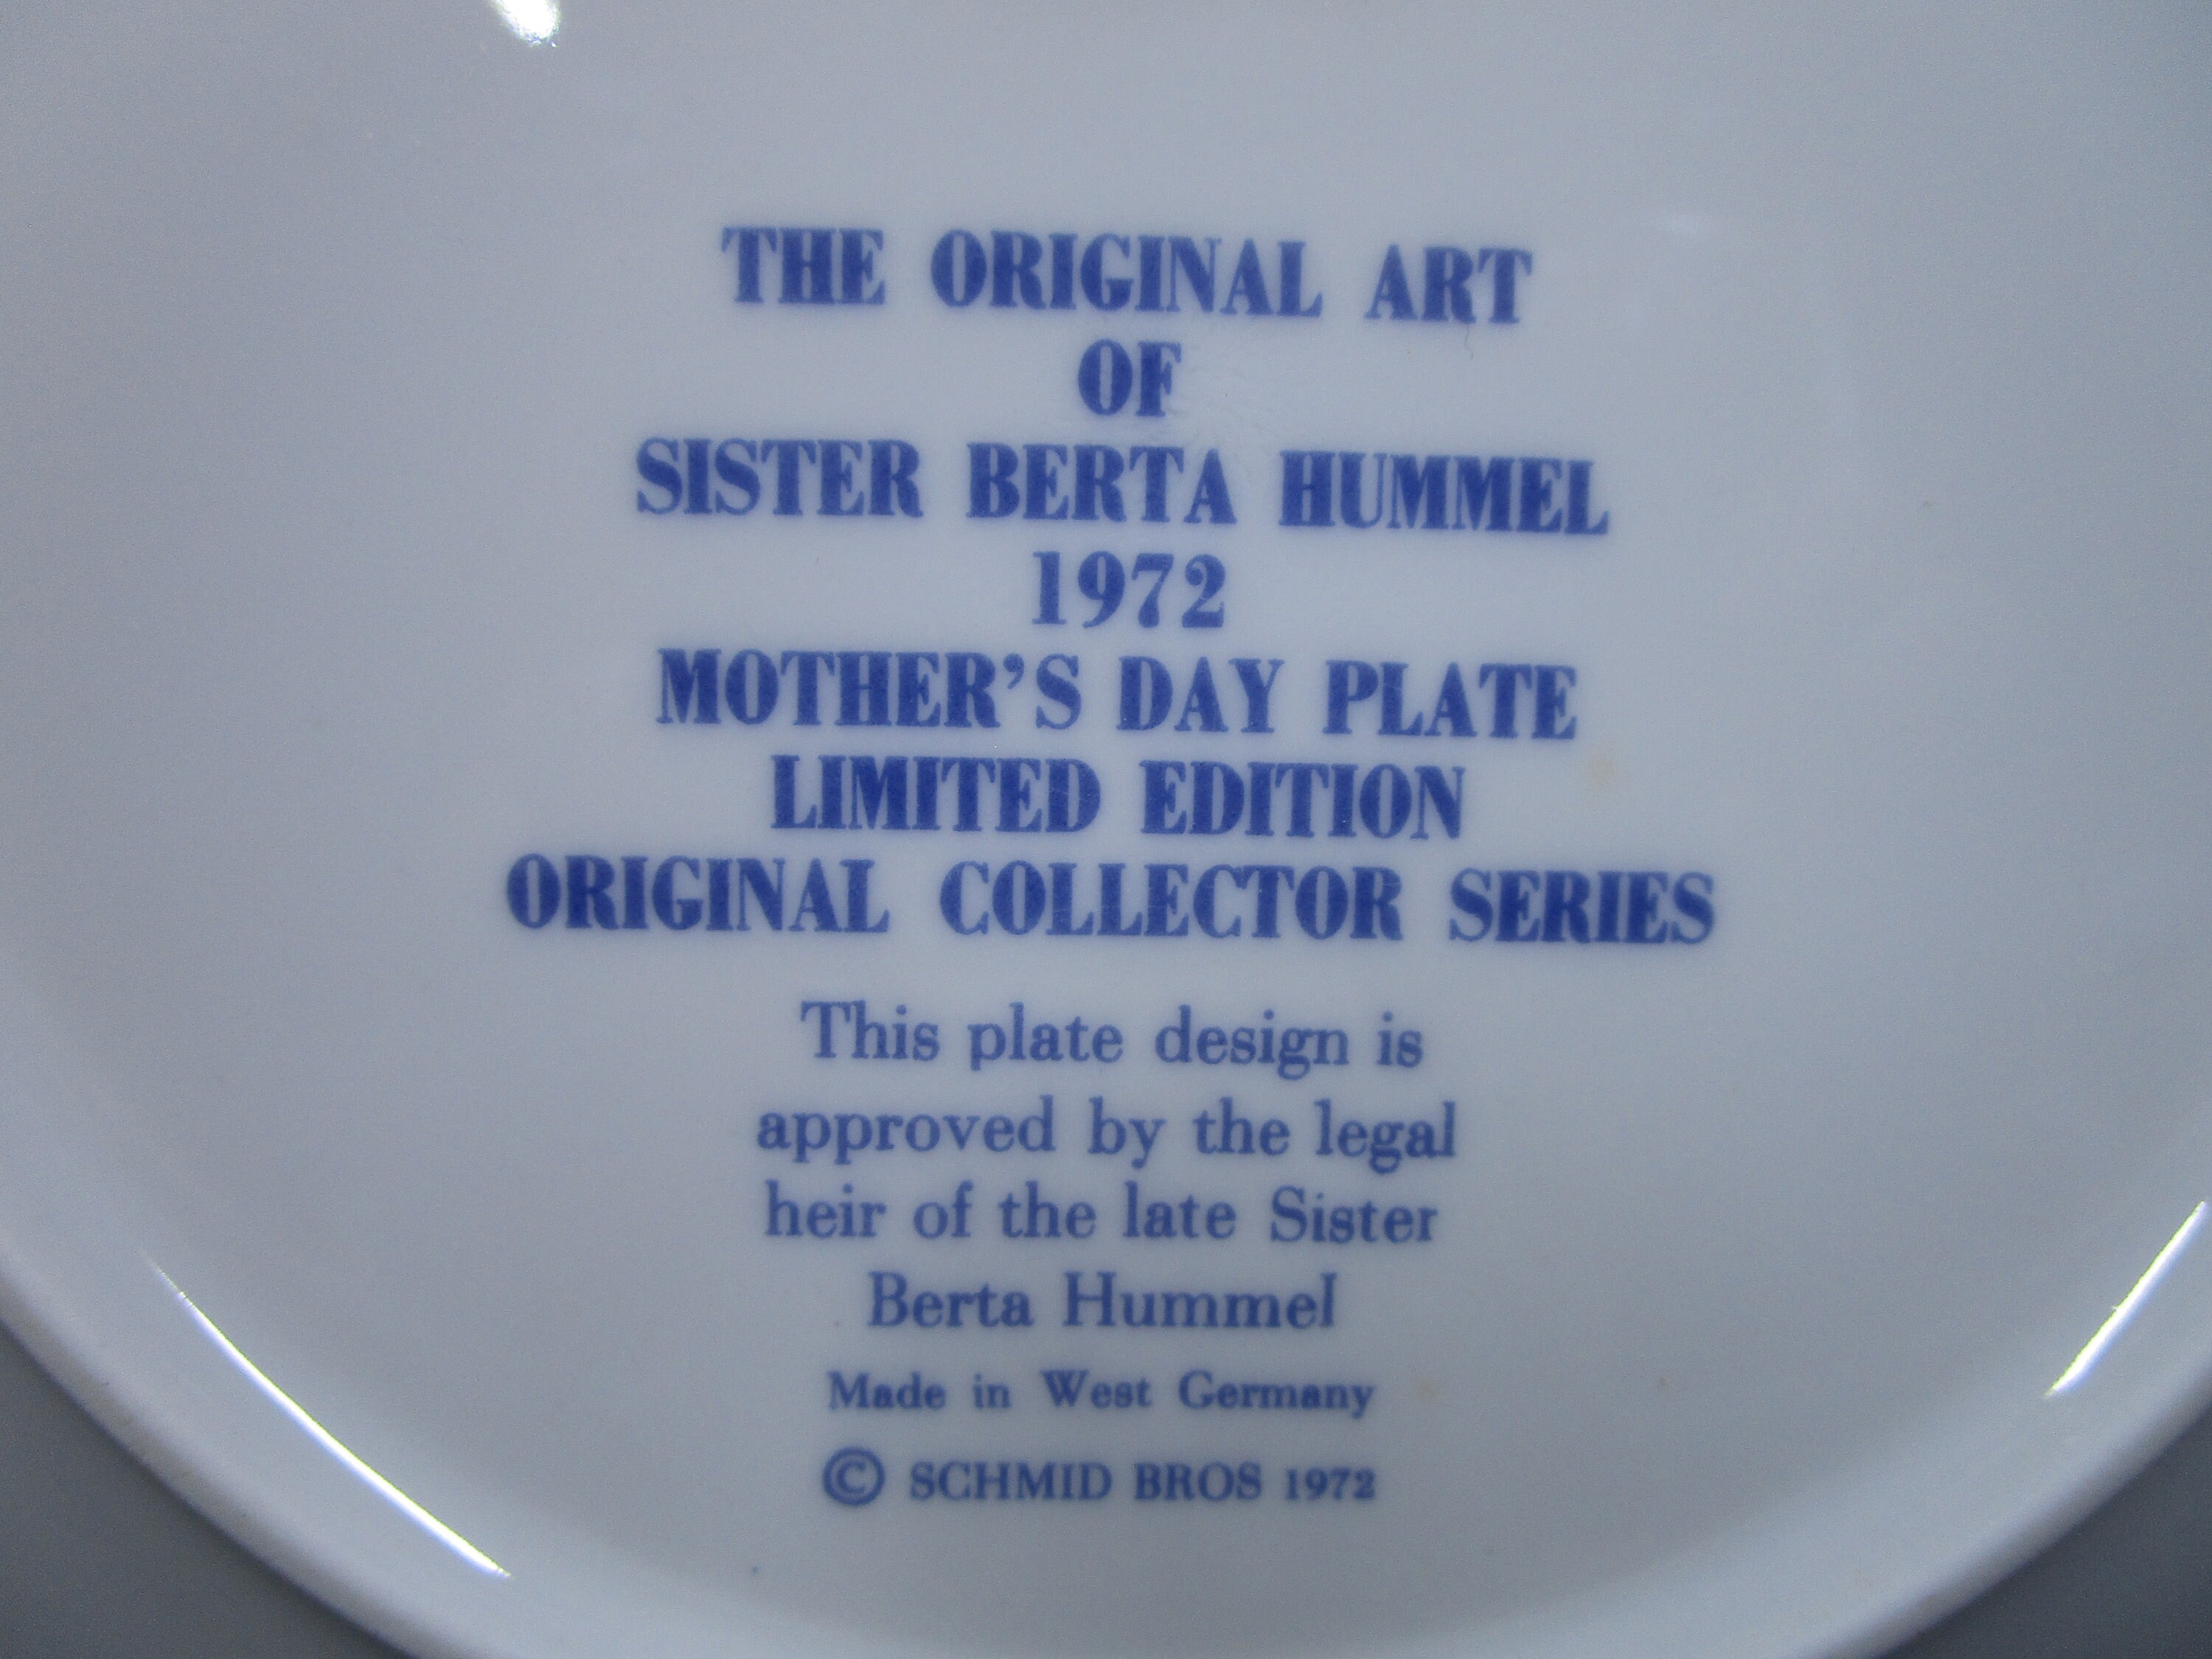 THE ORIGINAL ART
OF
SISTER BERTA HUMMEL
1972
MOTHER'S DAY PLATE
LIMITED EDITION
ORIGINAL COLLECTOR SERIES
This plate design is
approved by the legal
heir of the late Sister
Berta Hummel
Made in West Germany
© SCHMID BROS 1972